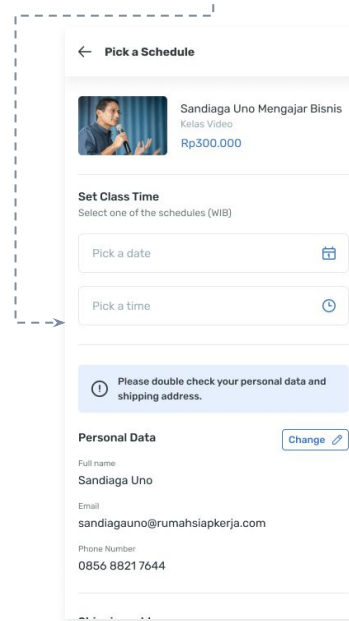 Pick a Schedule
Sandiaga Uno Mengajar Bisnis
Kelas Video
Rp300.000
Set Class Time
Select one of the schedules (WIB)
Pick a date
Pick a time
Please double check your personal data and
shipping address.
Personal Data
Change
Full name
Sandiaga Uno
Email
sandiagauno@rumahsiapkerja.com
Phone Number
0856 8821 7644